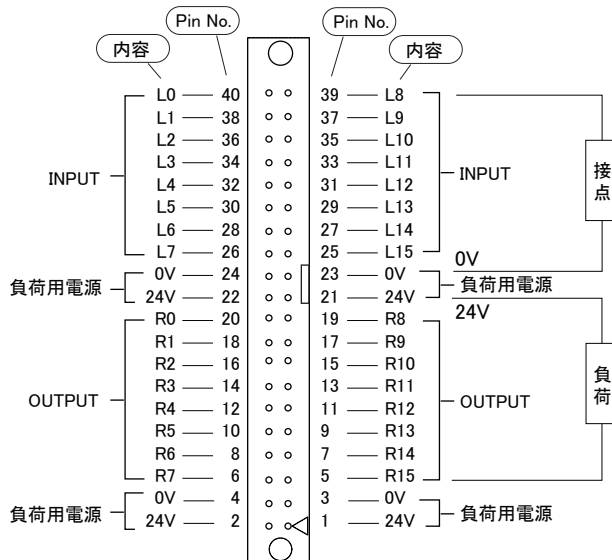 Pin No. Pin No.
内容 内容
L0 40 39 L8
L1 38 37 L9
L2 36 35 L10
L3 34 33 L11
L4 32 31 L12
L5 30 29 L13
L6 28 27 L14
L7 26 25 L15
INPUT INPUT
接点
0V
0V 24 23 0V
24V 22 21 24V
負荷用電源 負荷用電源
24V
R0 20 19 R8
R1 18 17 R9
R2 16 15 R10
R3 14 13 R11
R4 12 11 R12
R5 10 9 R13
R6 8 7 R14
R7 6 5 R15
OUTPUT OUTPUT
負荷
0V 4 3 0V
24V 2 1 24V
負荷用電源 負荷用電源